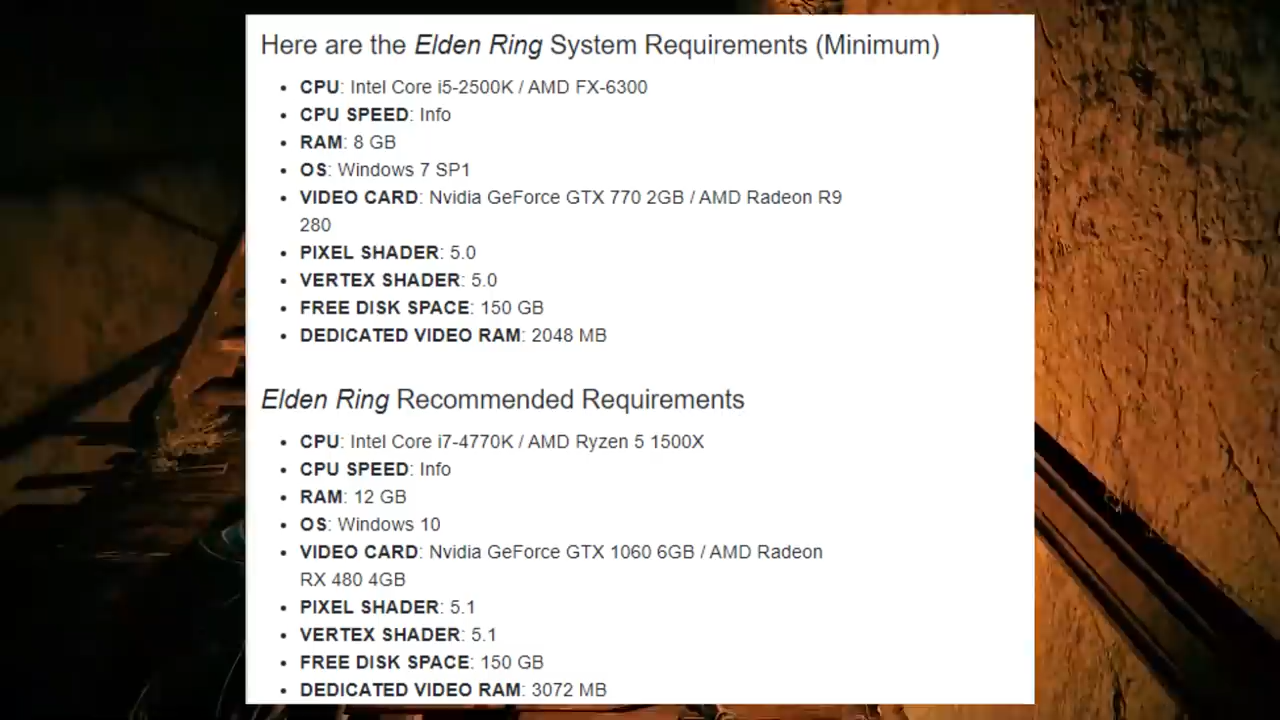 Here are the Elden Ring System Requirements (Minimum)
• CPU: Intel Core i5-2500K / AMD FX-6300
• CPU SPEED: Info
• RAM: 8 GB
• OS: Windows 7 SP1
• VIDEO CARD: Nvidia GeForce GTX 770 2GB / AMD Radeon R9
280
• PIXEL SHADER: 5.0
• VERTEX SHADER: 5.0
• FREE DISK SPACE: 150 GB
• DEDICATED VIDEO RAM: 2048 MB
Elden Ring Recommended Requirements
• CPU: Intel Core i7-4770K / AMD Ryzen 5 1500X
• CPU SPEED: Info
• RAM: 12 GB
• OS: Windows 10
• VIDEO CARD: Nvidia GeForce GTX 1060 6GB / AMD Radeon
RX 480 4GB
• PIXEL SHADER: 5.1
• VERTEX SHADER: 5.1
• FREE DISK SPACE: 150 GB
• DEDICATED VIDEO RAM: 3072 MB